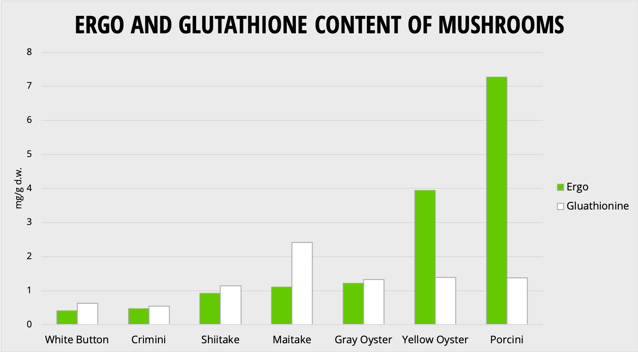 ERGO AND GLUTATHIONE CONTENT OF MUSHROOMS
8
7
6
5
4
3
2
1
0
mg/g d.w.
White Button Crimini Shiitake Maitake Gray Oyster Yellow Oyster Porcini
Ergo
Gluathionine